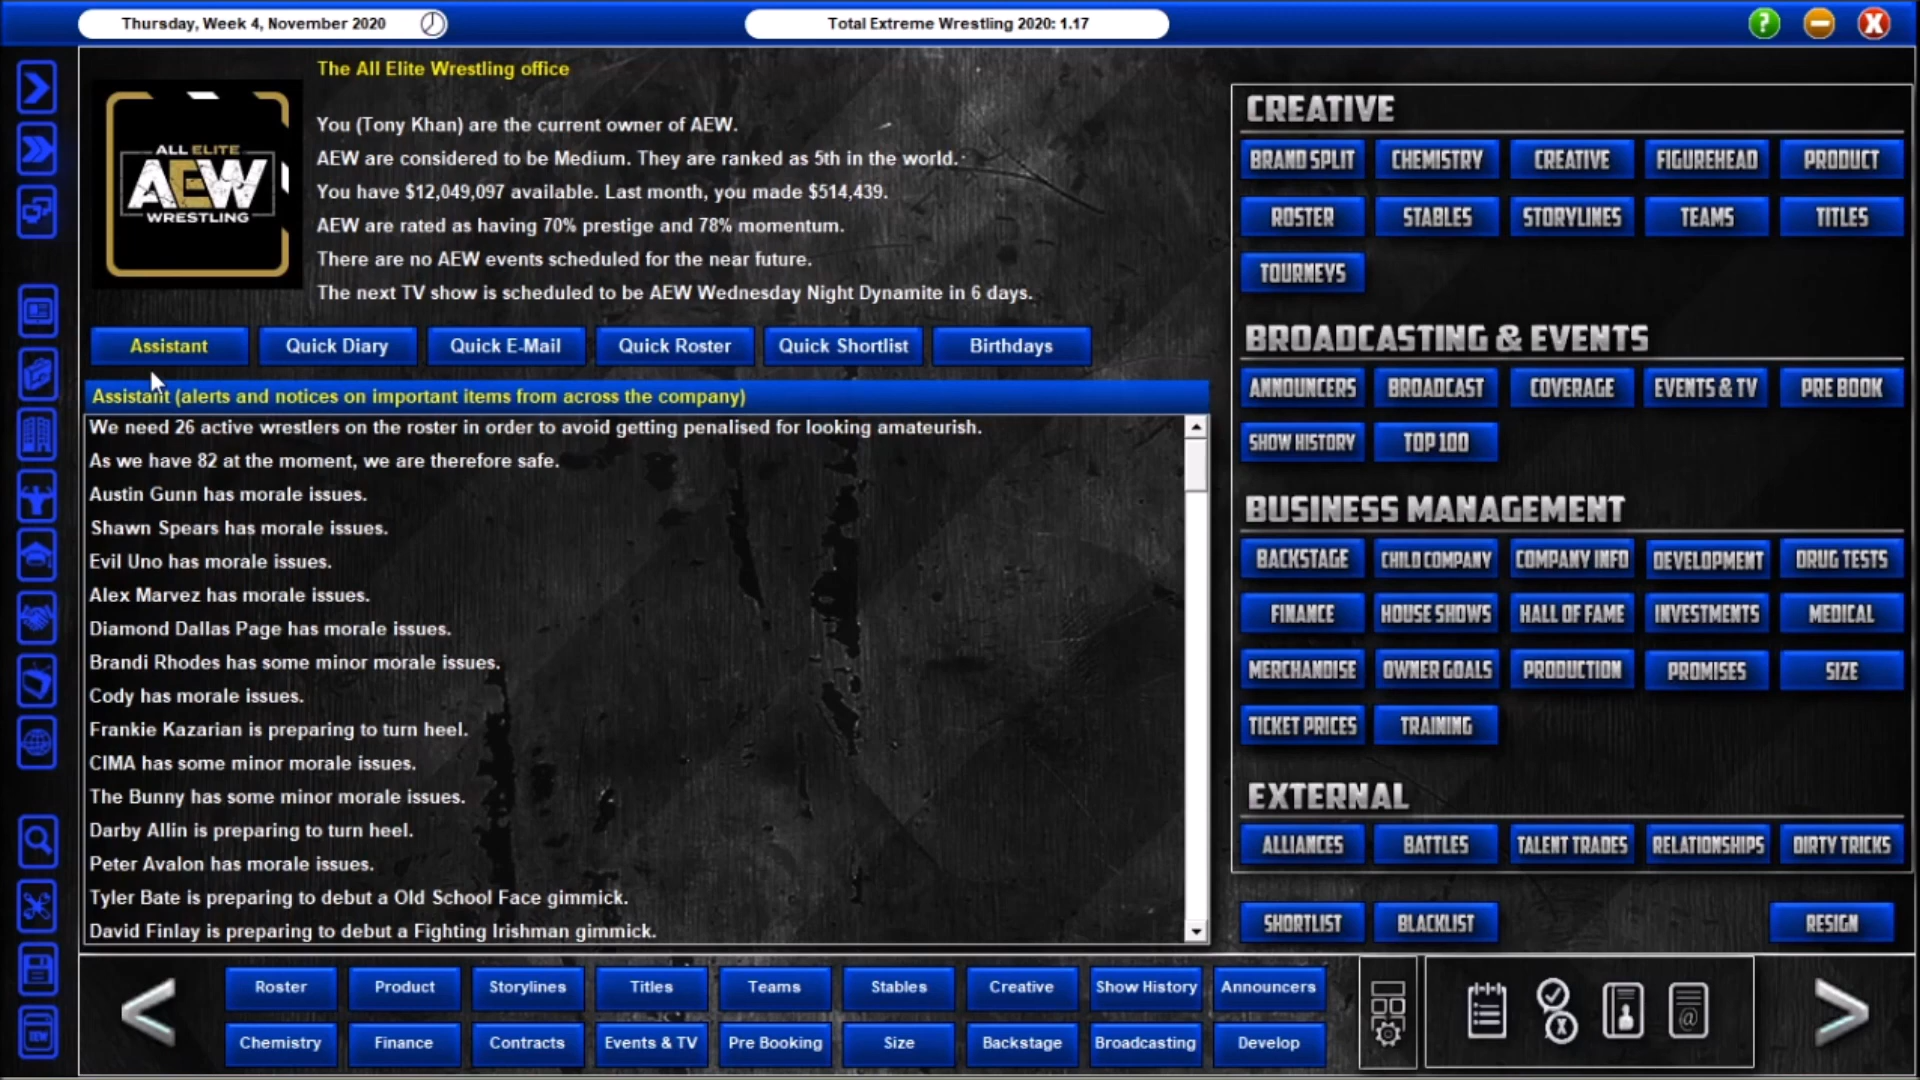 Thursday, Week 4, November 2020
Total Extreme Wrestling 2020: 1.17
?
X
The All Elite Wrestling office
ALL ELITE
AEW
WRESTLING
You (Tony Khan) are the current owner of AEW.
AEW are considered to be Medium. They are ranked as 5th in the world.
You have $12,049,097 available. Last month, you made $514,439.
AEW are rated as having 70% prestige and 78% momentum.
There are no AEW events scheduled for the near future.
The next TV show is scheduled to be AEW Wednesday Night Dynamite in 6 days.
Assistant Quick Diary Quick E-Mail Quick Roster Quick Shortlist Birthdays
Assistant (alerts and notices on important items from across the company)
We need 26 active wrestlers on the roster in order to avoid getting penalised for looking amateurish.
As we have 82 at the moment, we are therefore safe.
Austin Gunn has morale issues.
Shawn Spears has morale issues.
Evil Uno has morale issues.
Alex Marvez has morale issues.
Diamond Dallas Page has morale issues.
Brandi Rhodes has some minor morale issues.
Cody has morale issues.
Frankie Kazarian is preparing to turn heel.
CIMA has some minor morale issues.
The Bunny has some minor morale issues.
Darby Allin is preparing to turn heel.
Peter Avalon has morale issues.
Tyler Bate is preparing to debut a Old School Face gimmick.
David Finlay is preparing to debut a Fighting Irishman gimmick.
CREATIVE
BRAND SPLIT CHEMISTRY CREATIVE FIGUREHEAD PRODUCT
ROSTER STABLES STORYLINES TEAMS TITLES
TOURNEYS
BROADCASTING & EVENTS
ANNOUNCERS BROADCAST COVERAGE EVENTS & TV PRE BOOK
SHOW HISTORY TOP 100
BUSINESS MANAGEMENT
BACKSTAGE CHILD COMPANY COMPANY INFO DEVELOPMENT DRUG TESTS
FINANCE HOUSE SHOWS HALL OF FAME INVESTMENTS MEDICAL
MERCHANDISE OWNER GOALS PRODUCTION PROMISES SIZE
TICKET PRICES TRAINING
EXTERNAL
ALLIANCES BATTLES TALENT TRADES RELATIONSHIPS DIRTY TRICKS
SHORTLIST BLACKLIST RESIGN
Roster Product Storylines Titles Teams Stables Creative Show History Announcers
Chemistry Finance Contracts Events & TV Pre Booking Size Backstage Broadcasting Develop